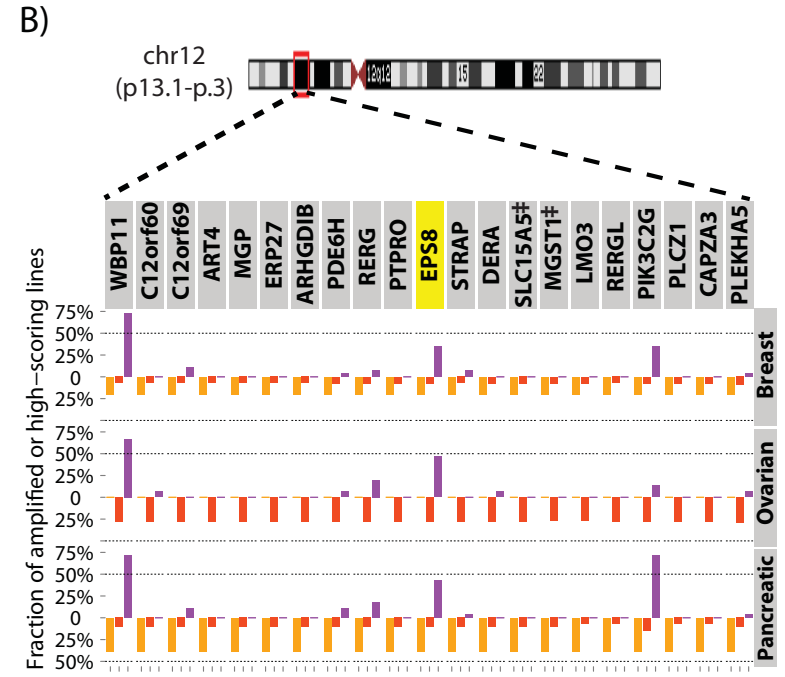 B)
chr12
(p13.1-p.3)
12q12
15
22
WBP11
C12orf60
C12orf69
ART4
MGP
ERP27
ARHGDIB
PDE6H
RERG
PTPRO
EPS8
STRAP
DERA
SLC15A5‡
MGST1‡
LMO3
RERGL
PIK3C2G
PLCZ1
CAPZA3
PLEKHA5
Fraction of amplified or high−scoring lines
75%
50%
25%
0
25%
Breast
75%
50%
25%
0
25%
Ovarian
75%
50%
25%
0
25%
50%
Pancreatic